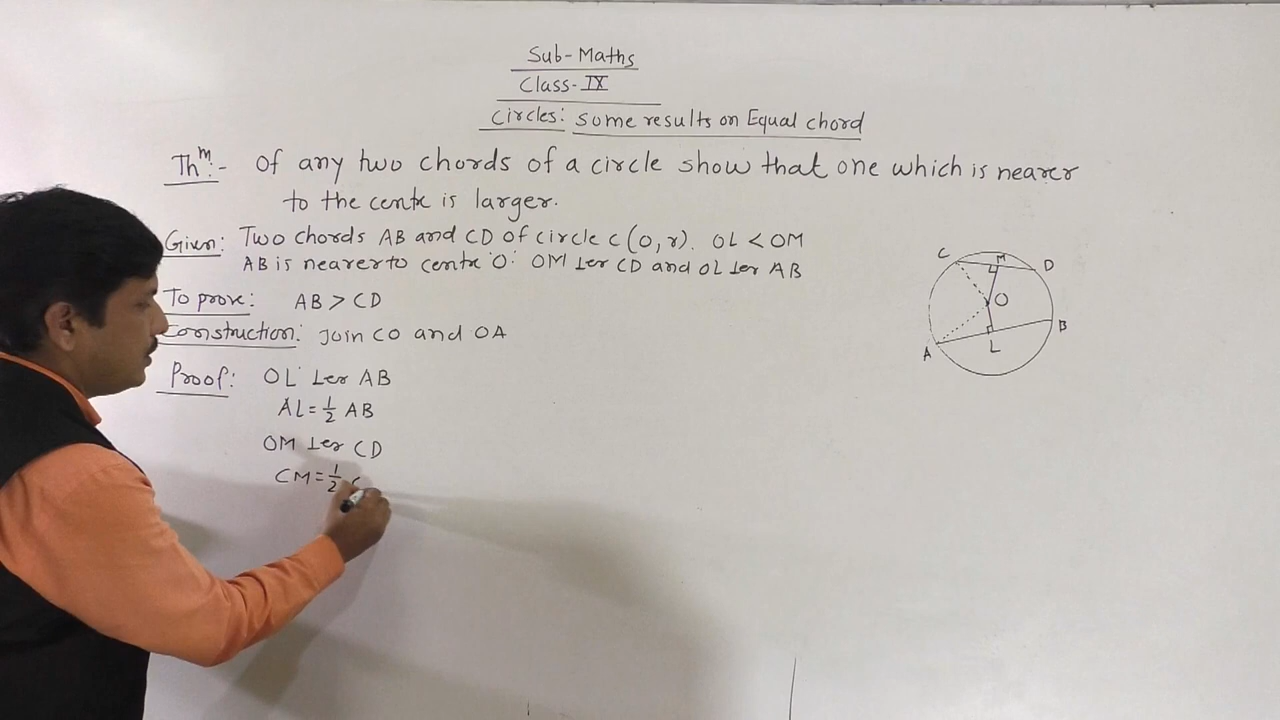 Sub-Maths
Class-IX
Circles: Some results on Equal chord
Thm:- Of any two chords of a circle show that one which is nearer
to the centre is larger.
Given: Two chords AB and CD of circle C(O, r). OL < OM
AB is nearer to centre O. OM ⊥er CD and OL ⊥er AB
To prove: AB > CD
Construction: Join CO and OA
Proof: OL ⊥er AB
AL = 1/2 AB
OM ⊥er CD
CM = 1/2 C
C M D
O
A L B